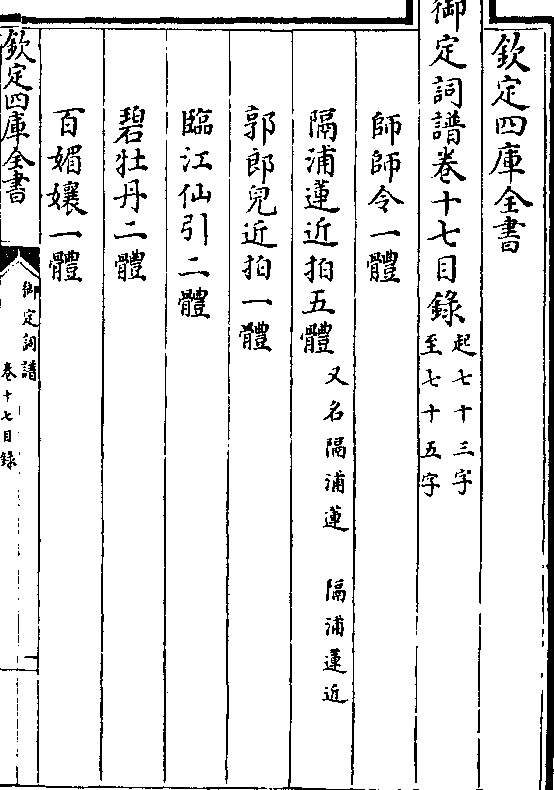 欽定四庫全書
御定詞譜卷十七目錄起七十三字
至七十五字
師師令一體
隔浦蓮近拍五體又名隔浦蓮 隔浦蓮近
郭郎兒近拍一體
臨江仙引二體
碧牡丹二體
百媚孃一體
欽定四庫全書
御定詞譜
卷十七目錄
一